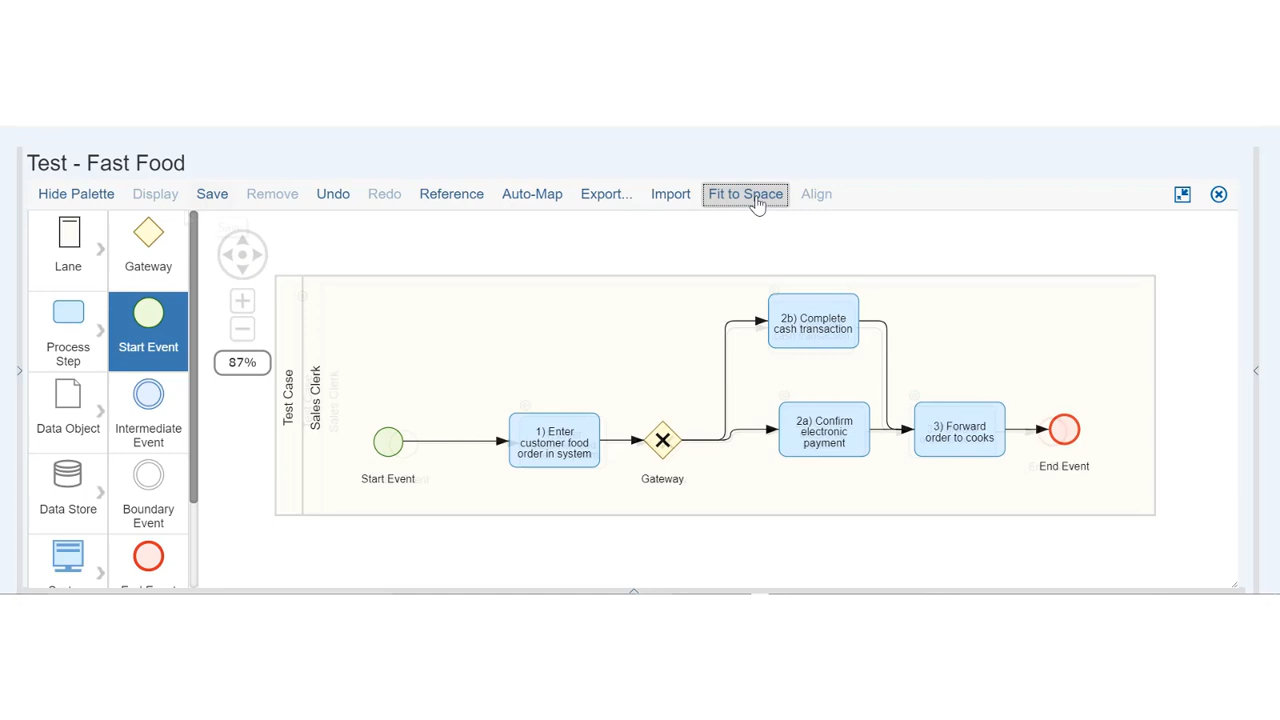 Test - Fast Food
Hide Palette Display Save Remove Undo Redo Reference Auto-Map Export... Import Fit to Space Align
Lane
Gateway
Process
Step
Start Event
Data Object
Intermediate
Event
Data Store
Boundary
Event
87%
Test Case
Sales Clerk
Start Event
1) Enter
customer food
order in system
Gateway
2b) Complete
cash transaction
2a) Confirm
electronic
payment
3) Forward
order to cooks
End Event